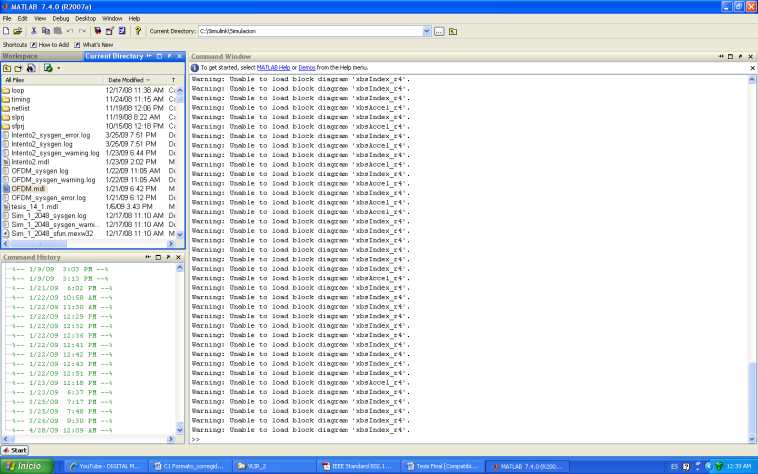 MATLAB 7.4.0 (R2007a)
File Edit View Debug Desktop Window Help
Current Directory: C:\Simulink\Simulacion
Shortcuts How to Add What's New
Workspace Current Directory
All Files Date Modified T
loop 12/17/08 11:38 AM
timing 11/24/08 11:15 AM
netlist 11/19/08 12:06 PM
slprj 11/19/08 8:22 AM
sfprj 10/15/08 12:18 PM
Intento2_sysgen_error.log 3/25/09 7:51 PM
Intento2_sysgen.log 3/25/09 7:51 PM
Intento2_sysgen_warning.log 1/23/09 6:44 PM
Intento2.mdl 1/23/09 2:02 PM M
OFDM_sysgen.log 1/22/09 11:05 AM
OFDM_sysgen_warning.log 1/22/09 11:05 AM
OFDM.mdl 1/21/09 6:42 PM M
OFDM_sysgen_error.log 1/21/09 6:12 PM
tesis_14_1.mdl 1/6/09 3:43 PM M
Sim_1_2048_sysgen.log 12/17/08 11:10 AM
Sim_1_2048_sysgen_warni... 12/17/08 11:10 AM
Sim_1_2048_sfun.mexw32 12/17/08 11:10 AM M
Command History
%-- 1/9/09 3:03 PM --%
%-- 1/9/09 3:13 PM --%
%-- 1/21/09 6:02 PM --%
%-- 1/22/09 10:58 AM --%
%-- 1/22/09 11:30 AM --%
%-- 1/22/09 12:29 PM --%
%-- 1/22/09 12:32 PM --%
%-- 1/22/09 12:36 PM --%
%-- 1/22/09 12:41 PM --%
%-- 1/22/09 12:42 PM --%
%-- 1/22/09 12:43 PM --%
%-- 1/22/09 12:51 PM --%
%-- 1/23/09 12:18 PM --%
%-- 1/23/09 6:37 PM --%
%-- 3/25/09 7:17 PM --%
%-- 3/25/09 7:48 PM --%
%-- 3/26/09 9:30 PM --%
%-- 4/28/09 12:09 AM --%
Command Window
To get started, select MATLAB Help or Demos from the Help menu.
Warning: Unable to load block diagram 'xbsIndex_r4'.
Warning: Unable to load block diagram 'xbsIndex_r4'.
Warning: Unable to load block diagram 'xbsIndex_r4'.
Warning: Unable to load block diagram 'xbsAccel_r4'.
Warning: Unable to load block diagram 'xbsIndex_r4'.
Warning: Unable to load block diagram 'xbsIndex_r4'.
Warning: Unable to load block diagram 'xbsIndex_r4'.
Warning: Unable to load block diagram 'xbsAccel_r4'.
Warning: Unable to load block diagram 'xbsIndex_r4'.
Warning: Unable to load block diagram 'xbsAccel_r4'.
Warning: Unable to load block diagram 'xbsIndex_r4'.
Warning: Unable to load block diagram 'xbsAccel_r4'.
Warning: Unable to load block diagram 'xbsIndex_r4'.
Warning: Unable to load block diagram 'xbsAccel_r4'.
Warning: Unable to load block diagram 'xbsAccel_r4'.
Warning: Unable to load block diagram 'xbsIndex_r4'.
Warning: Unable to load block diagram 'xbsIndex_r4'.
Warning: Unable to load block diagram 'xbsIndex_r4'.
Warning: Unable to load block diagram 'xbsIndex_r4'.
Warning: Unable to load block diagram 'xbsIndex_r4'.
Warning: Unable to load block diagram 'xbsIndex_r4'.
Warning: Unable to load block diagram 'xbsAccel_r4'.
Warning: Unable to load block diagram 'xbsIndex_r4'.
Warning: Unable to load block diagram 'xbsIndex_r4'.
Warning: Unable to load block diagram 'xbsIndex_r4'.
Warning: Unable to load block diagram 'xbsIndex_r4'.
Warning: Unable to load block diagram 'xbsIndex_r4'.
Warning: Unable to load block diagram 'xbsIndex_r4'.
Warning: Unable to load block diagram 'xbsIndex_r4'.
Warning: Unable to load block diagram 'xbsIndex_r4'.
Warning: Unable to load block diagram 'xbsIndex_r4'.
Warning: Unable to load block diagram 'xbsIndex_r4'.
Warning: Unable to load block diagram 'xbsAccel_r4'.
Warning: Unable to load block diagram 'xbsIndex_r4'.
Warning: Unable to load block diagram 'xbsIndex_r4'.
Warning: Unable to load block diagram 'xbsIndex_r4'.
Warning: Unable to load block diagram 'xbsIndex_r4'.
Warning: Unable to load block diagram 'xbsIndex_r4'.
>>
Start
Inicio YouTube - DIGITAL M... C1 Formato_corregid... VLIR_2 IEEE Standard 802.1... Tesis Final [Compatibi... MATLAB 7.4.0 (R200... ES 12:39 AM